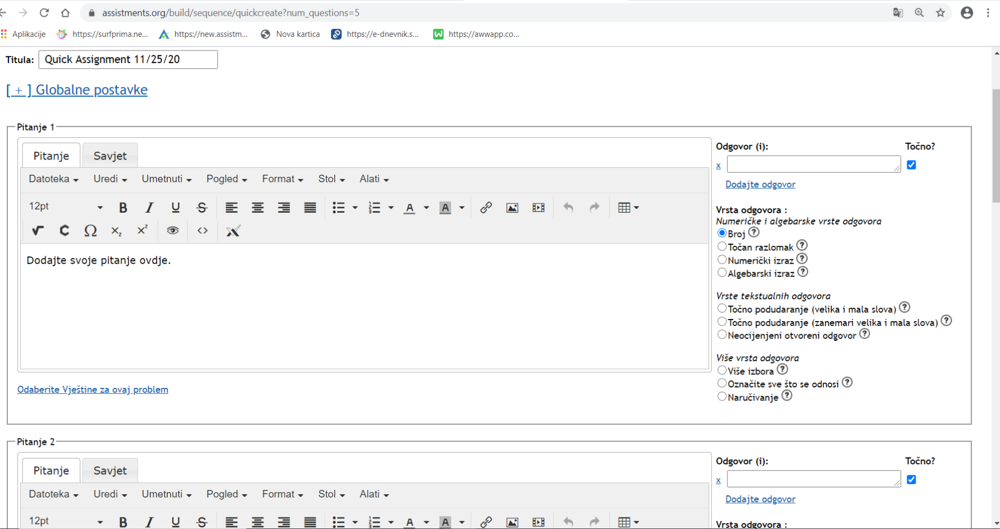 assistments.org/build/sequence/quickcreate?num_questions=5
Aplikacije https://surfprima.ne... https://new.assistm... Nova kartica https://e-dnevnik.s... https://awwapp.co...
Titula: Quick Assignment 11/25/20
[ + ] Globalne postavke
Pitanje 1
Pitanje Savjet
Datoteka Uredi Umetnuti Pogled Format Stol Alati
12pt
Dodajte svoje pitanje ovdje.
Odaberite Vještine za ovaj problem
Odgovor (i): Točno?
x
Dodajte odgovor
Vrsta odgovora :
Numeričke i algebarske vrste odgovora
Broj
Točan razlomak
Numerički izraz
Algebarski izraz
Vrste tekstualnih odgovora
Točno podudaranje (velika i mala slova)
Točno podudaranje (zanemari velika i mala slova)
Neocijenjeni otvoreni odgovor
Više vrsta odgovora
Više izbora
Označite sve što se odnosi
Naručivanje
Pitanje 2
Pitanje Savjet
Datoteka Uredi Umetnuti Pogled Format Stol Alati
12pt
Odgovor (i): Točno?
x
Dodajte odgovor
Vrsta odgovora :